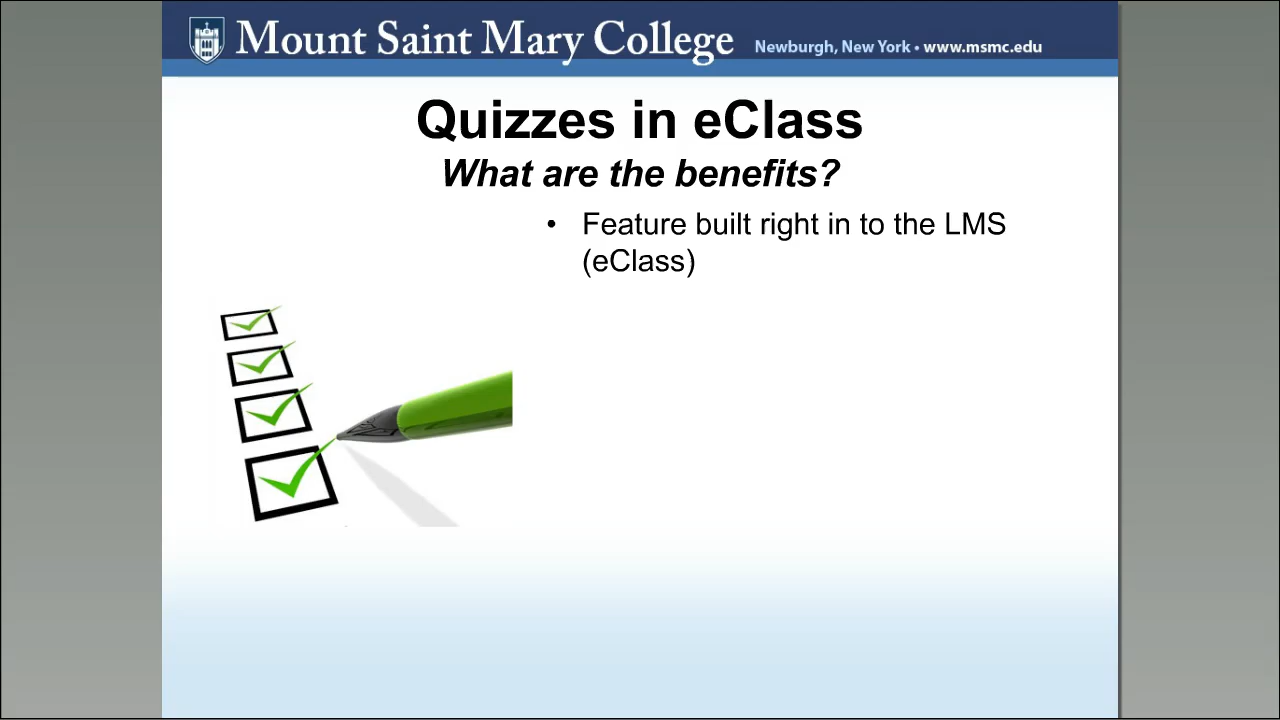 Mount Saint Mary College Newburgh, New York • www.msmc.edu
Quizzes in eClass
What are the benefits?
• Feature built right in to the LMS
(eClass)